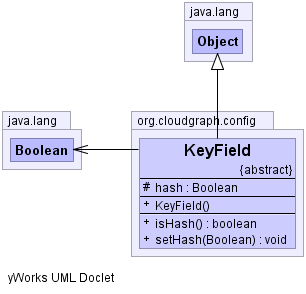 java.lang
Object
java.lang
Boolean
org.cloudgraph.config
KeyField
{abstract}
# hash : Boolean
+ KeyField()
+ isHash() : boolean
+ setHash(Boolean) : void
yWorks UML Doclet